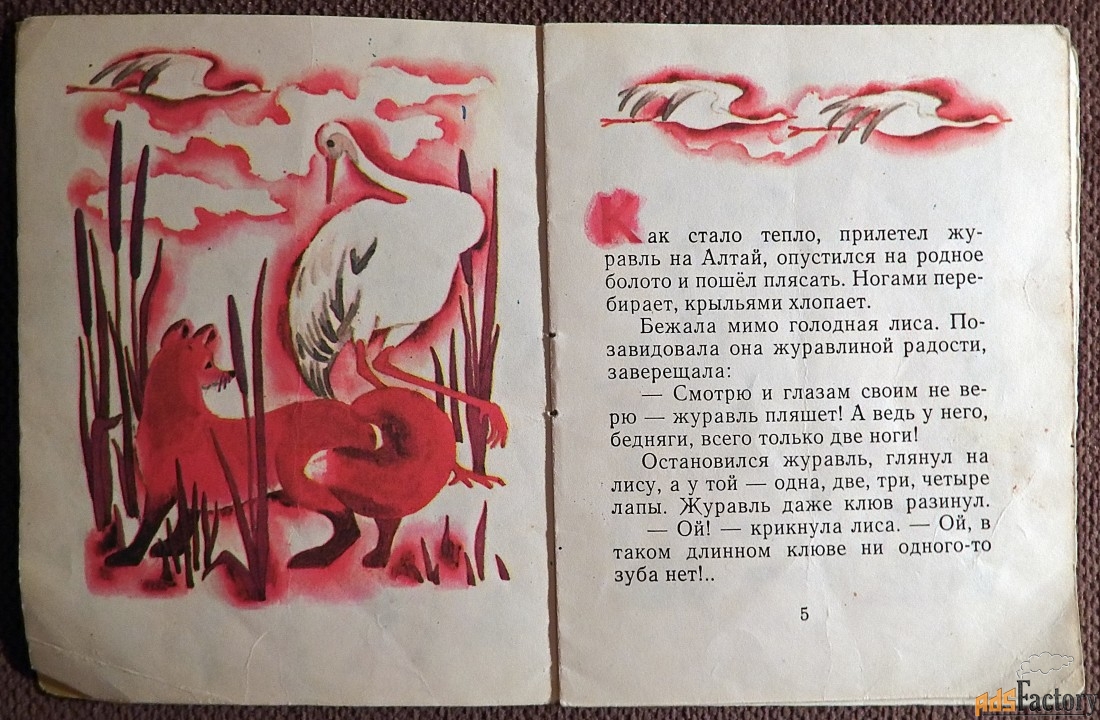 Как стало тепло, прилетел жу-
равль на Алтай, опустился на родное
болото и пошёл плясать. Ногами пере-
бирает, крыльями хлопает.
Бежала мимо голодная лиса. По-
завидовала она журавлиной радости,
заверещала:
— Смотрю и глазам своим не ве-
рю — журавль пляшет! А ведь у него,
бедняги, всего только две ноги!
Остановился журавль, глянул на
лису, а у той — одна, две, три, четыре
лапы. Журавль даже клюв разинул.
— Ой! — крикнула лиса. — Ой, в
таком длинном клюве ни одного-то
зуба нет!..
5
AdsFactory